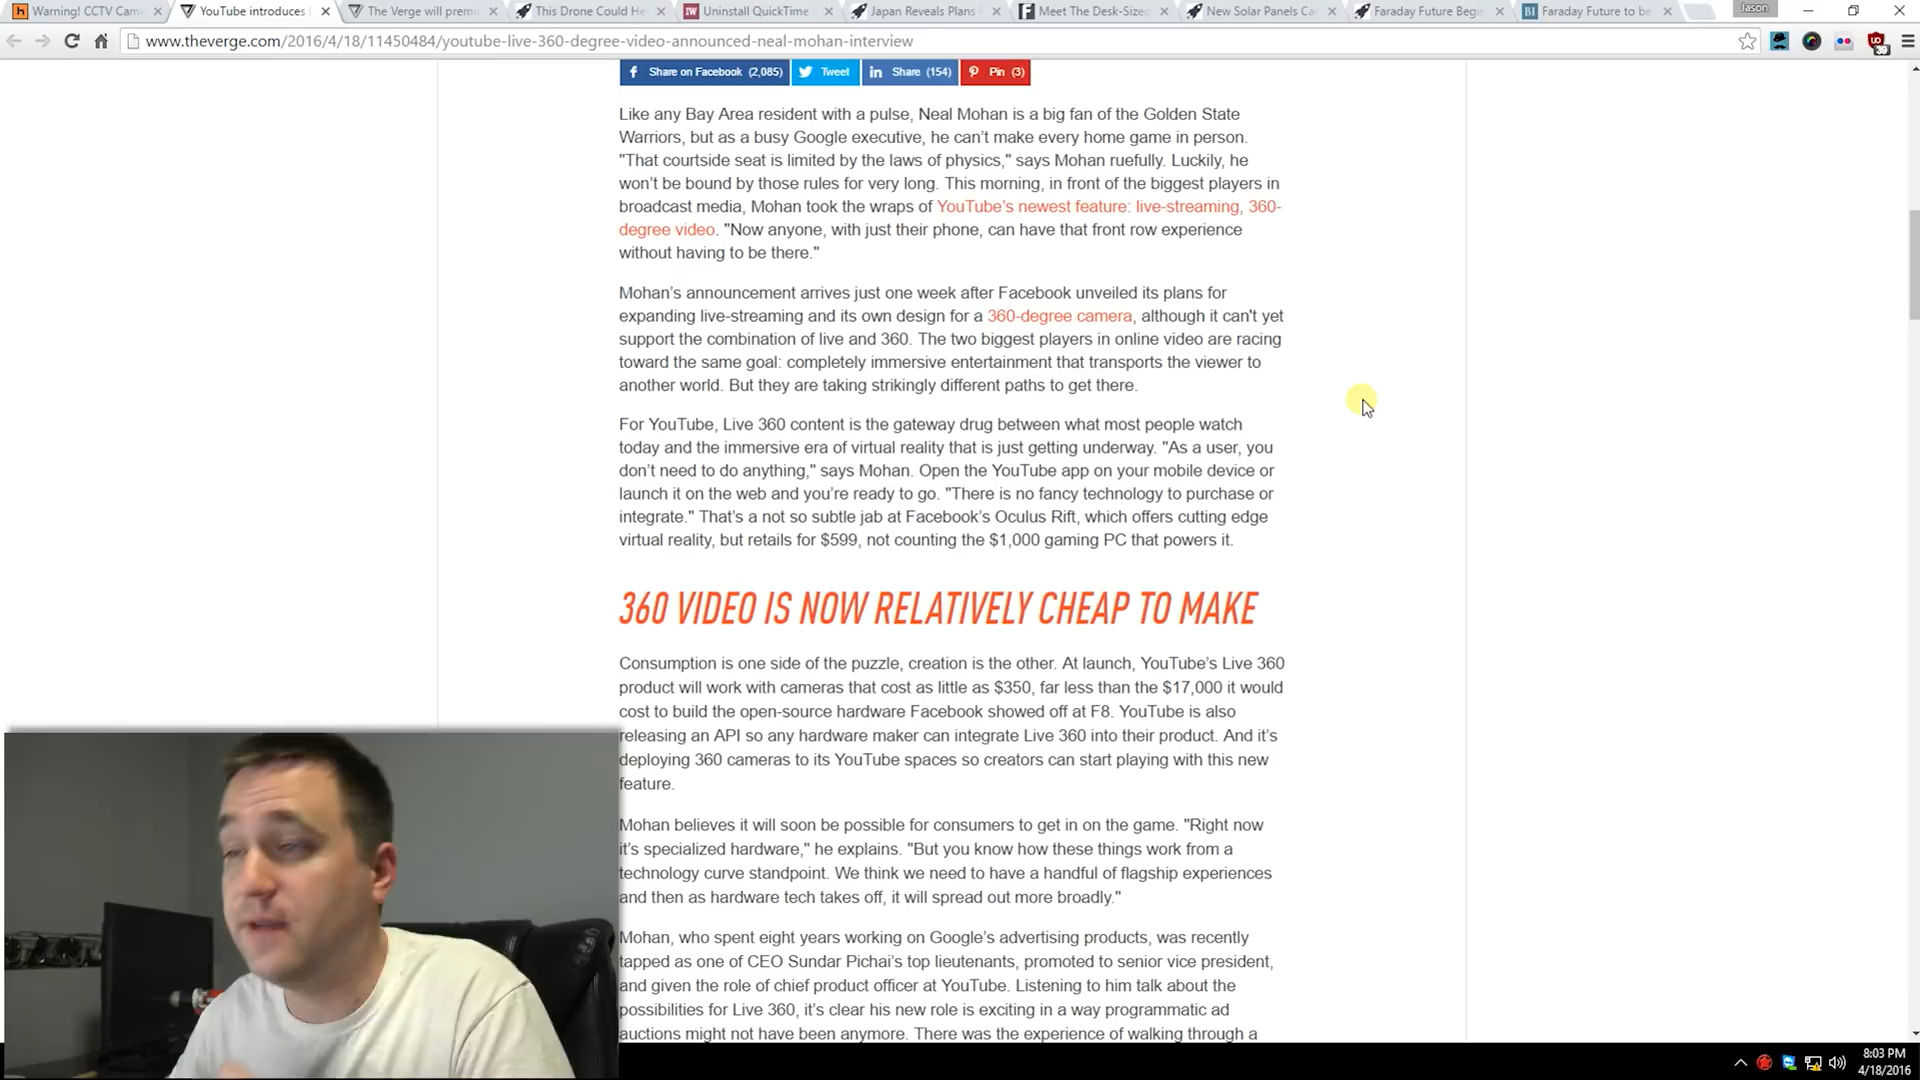 Warning! CCTV Cam
YouTube introduces
The Verge will premi
This Drone Could He
Uninstall QuickTime
Japan Reveals Plans F
Meet The Desk-Sized
New Solar Panels Ca
Faraday Future Begin
Faraday Future to be
Jason
www.theverge.com/2016/4/18/11450484/youtube-live-360-degree-video-announced-neal-mohan-interview
Share on Facebook (2,085)
Tweet
Share (154)
Pin (3)
Like any Bay Area resident with a pulse, Neal Mohan is a big fan of the Golden State
Warriors, but as a busy Google executive, he can’t make every home game in person.
"That courtside seat is limited by the laws of physics," says Mohan ruefully. Luckily, he
won’t be bound by those rules for very long. This morning, in front of the biggest players in
broadcast media, Mohan took the wraps of YouTube’s newest feature: live-streaming, 360-
degree video. "Now anyone, with just their phone, can have that front row experience
without having to be there."
Mohan’s announcement arrives just one week after Facebook unveiled its plans for
expanding live-streaming and its own design for a 360-degree camera, although it can't yet
support the combination of live and 360. The two biggest players in online video are racing
toward the same goal: completely immersive entertainment that transports the viewer to
another world. But they are taking strikingly different paths to get there.
For YouTube, Live 360 content is the gateway drug between what most people watch
today and the immersive era of virtual reality that is just getting underway. "As a user, you
don’t need to do anything," says Mohan. Open the YouTube app on your mobile device or
launch it on the web and you’re ready to go. "There is no fancy technology to purchase or
integrate." That’s a not so subtle jab at Facebook’s Oculus Rift, which offers cutting edge
virtual reality, but retails for $599, not counting the $1,000 gaming PC that powers it.
360 VIDEO IS NOW RELATIVELY CHEAP TO MAKE
Consumption is one side of the puzzle, creation is the other. At launch, YouTube’s Live 360
product will work with cameras that cost as little as $350, far less than the $17,000 it would
cost to build the open-source hardware Facebook showed off at F8. YouTube is also
releasing an API so any hardware maker can integrate Live 360 into their product. And it’s
deploying 360 cameras to its YouTube spaces so creators can start playing with this new
feature.
Mohan believes it will soon be possible for consumers to get in on the game. "Right now
it’s specialized hardware," he explains. "But you know how these things work from a
technology curve standpoint. We think we need to have a handful of flagship experiences
and then as hardware tech takes off, it will spread out more broadly."
Mohan, who spent eight years working on Google’s advertising products, was recently
tapped as one of CEO Sundar Pichai’s top lieutenants, promoted to senior vice president,
and given the role of chief product officer at YouTube. Listening to him talk about the
possibilities for Live 360, it’s clear his new role is exciting in a way programmatic ad
auctions might not have been anymore. There was the experience of walking through a
8:03 PM
4/18/2016